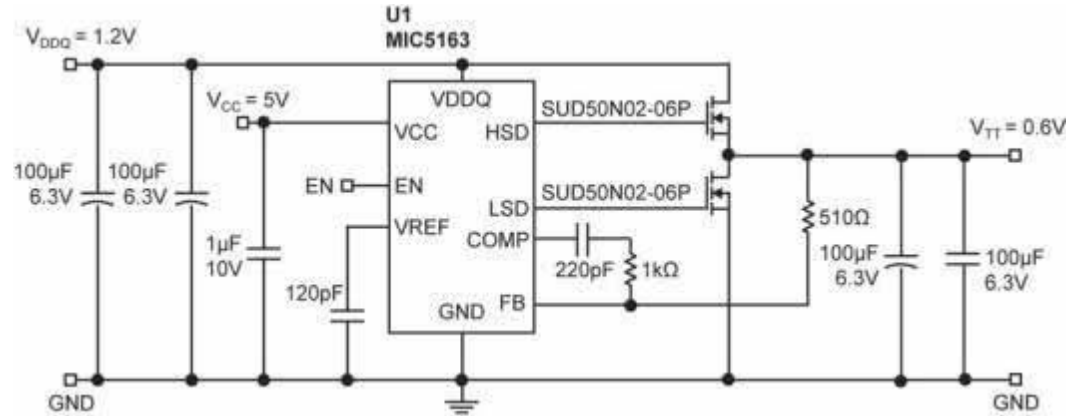 U1
MIC5163
VDDQ = 1.2V
VCC = 5V
VDDQ
SUD50N02-06P
VTT = 0.6V
VCC
HSD
100µF
6.3V
100µF
6.3V
EN
EN
SUD50N02-06P
LSD
510Ω
VREF
COMP
1µF
10V
220pF
1kΩ
100µF
6.3V
100µF
6.3V
120pF
GND
FB
GND
GND